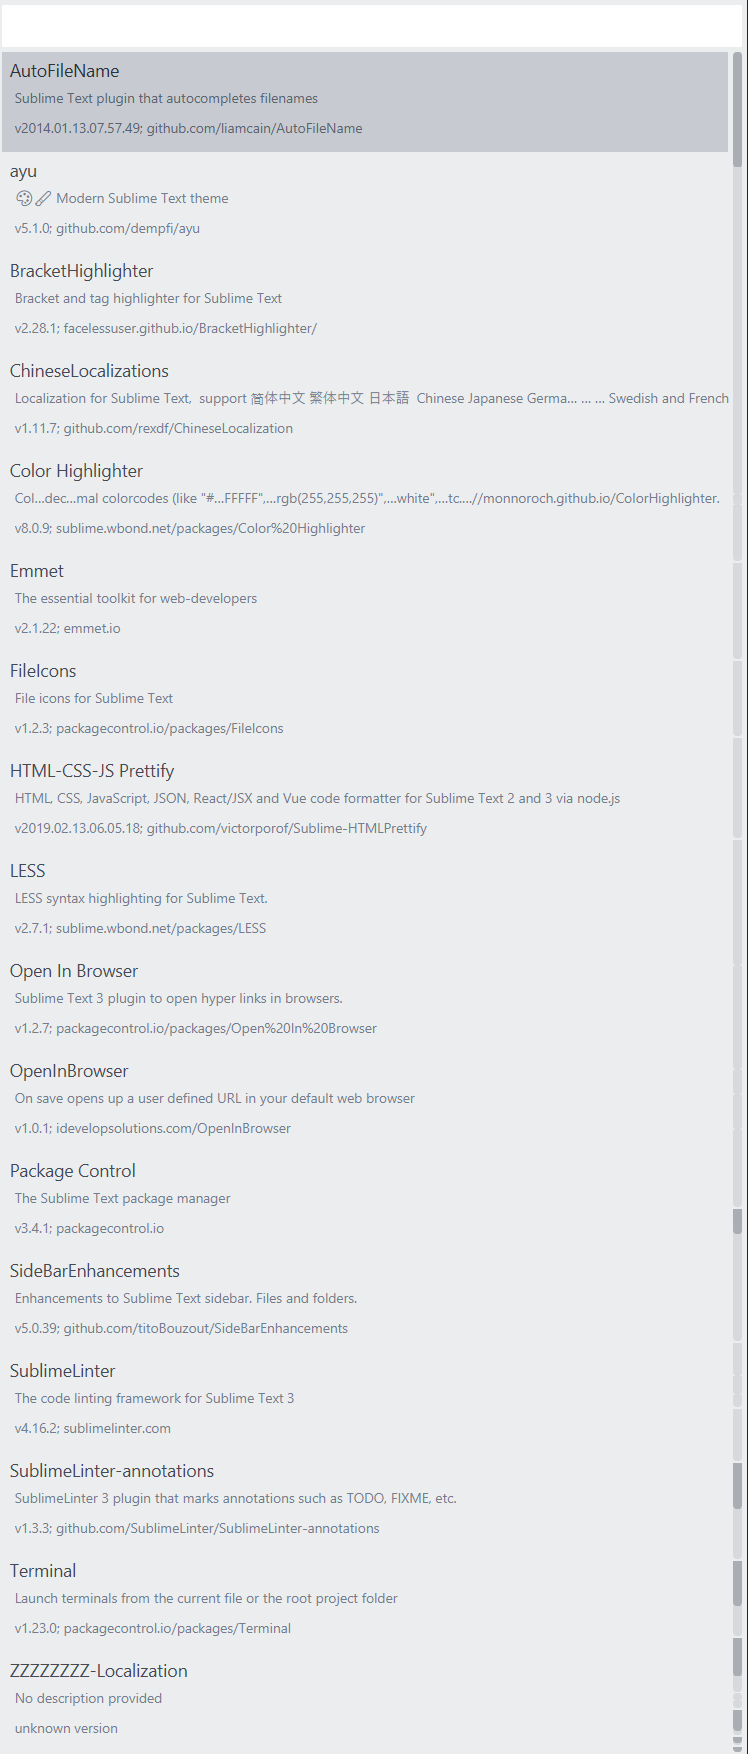 AutoFileName
Sublime Text plugin that autocompletes filenames
v2014.01.13.07.57.49; github.com/liamcain/AutoFileName
ayu
Modern Sublime Text theme
v5.1.0; github.com/dempfi/ayu
BracketHighlighter
Bracket and tag highlighter for Sublime Text
v2.28.1; facelessuser.github.io/BracketHighlighter/
ChineseLocalizations
Localization for Sublime Text,  support 简体中文 繁体中文 日本語  Chinese Japanese Germa... ... ... Swedish and French
v1.11.7; github.com/rexdf/ChineseLocalization
Color Highlighter
Col...dec...mal colorcodes (like "#...FFFFF",...rgb(255,255,255)",...white",...tc....//monnoroch.github.io/ColorHighlighter.
v8.0.9; sublime.wbond.net/packages/Color%20Highlighter
Emmet
The essential toolkit for web-developers
v2.1.22; emmet.io
FileIcons
File icons for Sublime Text
v1.2.3; packagecontrol.io/packages/FileIcons
HTML-CSS-JS Prettify
HTML, CSS, JavaScript, JSON, React/JSX and Vue code formatter for Sublime Text 2 and 3 via node.js
v2019.02.13.06.05.18; github.com/victorporof/Sublime-HTMLPrettify
LESS
LESS syntax highlighting for Sublime Text.
v2.7.1; sublime.wbond.net/packages/LESS
Open In Browser
Sublime Text 3 plugin to open hyper links in browsers.
v1.2.7; packagecontrol.io/packages/Open%20In%20Browser
OpenInBrowser
On save opens up a user defined URL in your default web browser
v1.0.1; idevelopsolutions.com/OpenInBrowser
Package Control
The Sublime Text package manager
v3.4.1; packagecontrol.io
SideBarEnhancements
Enhancements to Sublime Text sidebar. Files and folders.
v5.0.39; github.com/titoBouzout/SideBarEnhancements
SublimeLinter
The code linting framework for Sublime Text 3
v4.16.2; sublimelinter.com
SublimeLinter-annotations
SublimeLinter 3 plugin that marks annotations such as TODO, FIXME, etc.
v1.3.3; github.com/SublimeLinter/SublimeLinter-annotations
Terminal
Launch terminals from the current file or the root project folder
v1.23.0; packagecontrol.io/packages/Terminal
ZZZZZZZZ-Localization
No description provided
unknown version